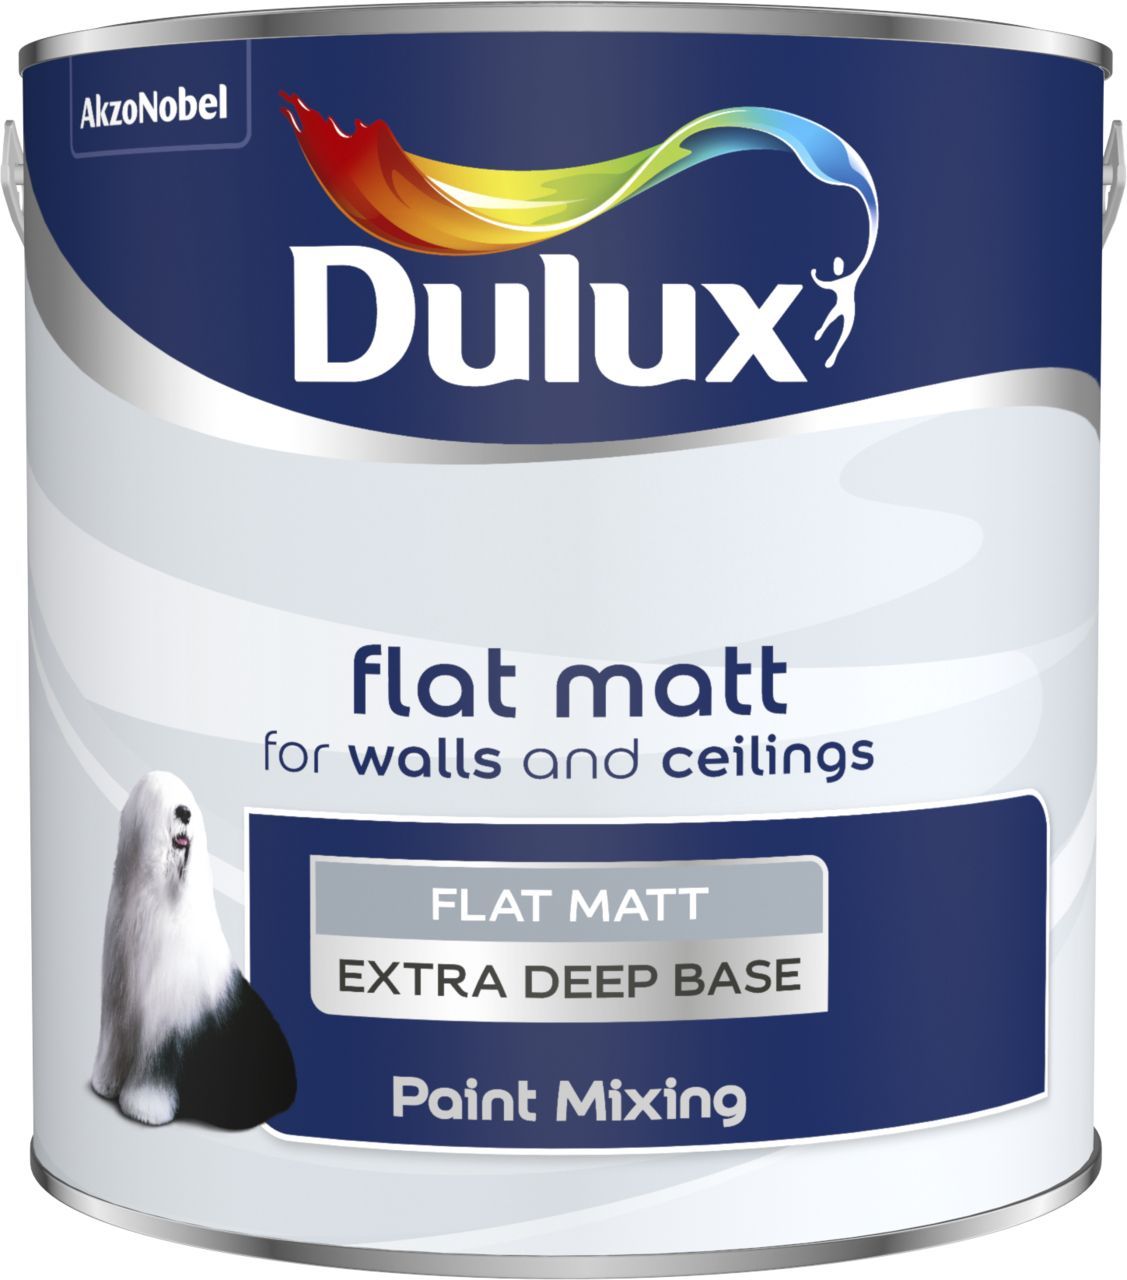 AkzoNobel
Dulux
flat matt
for walls and ceilings
FLAT MATT
EXTRA DEEP BASE
Paint Mixing